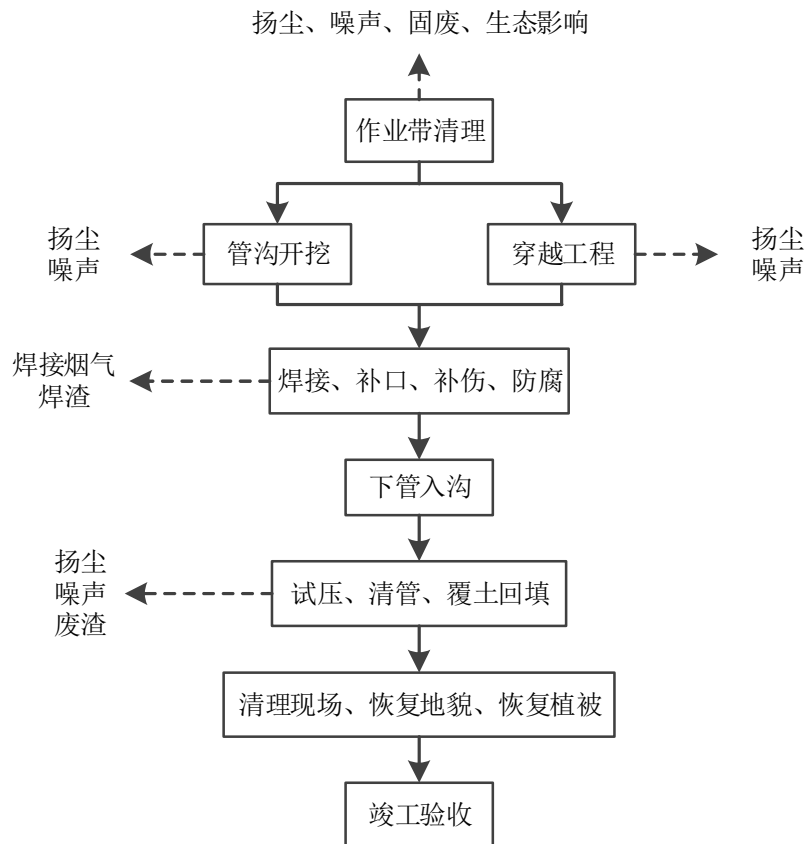 扬尘、噪声、固废、生态影响
作业带清理
扬尘
噪声
管沟开挖
穿越工程
扬尘
噪声
焊接烟气
焊渣
焊接、补口、补伤、防腐
下管入沟
扬尘
噪声
废渣
试压、清管、覆土回填
清理现场、恢复地貌、恢复植被
竣工验收